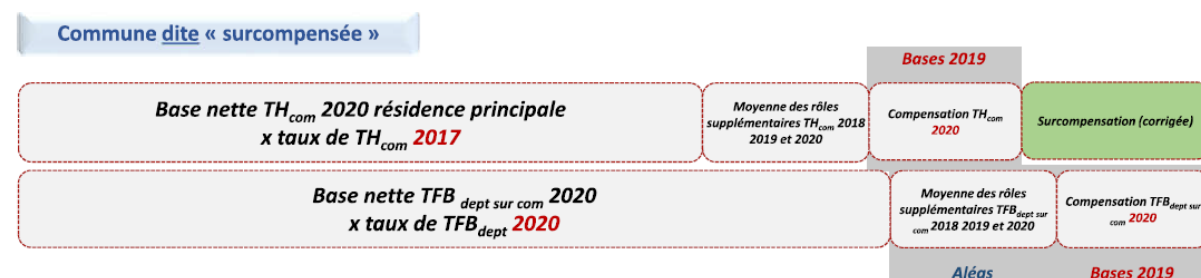 Commune dite « surcompensée »
Bases 2019
Base nette THcom 2020 résidence principale
x taux de THcom 2017
Moyenne des rôles
supplémentaires THcom 2018
2019 et 2020
Compensation THcom
2020
Surcompensation (corrigée)
Base nette TFB dept sur com 2020
x taux de TFBdept 2020
Moyenne des rôles
supplémentaires TFBdept sur
com 2018 2019 et 2020
Compensation TFBdept sur
com 2020
Aléas
Bases 2019